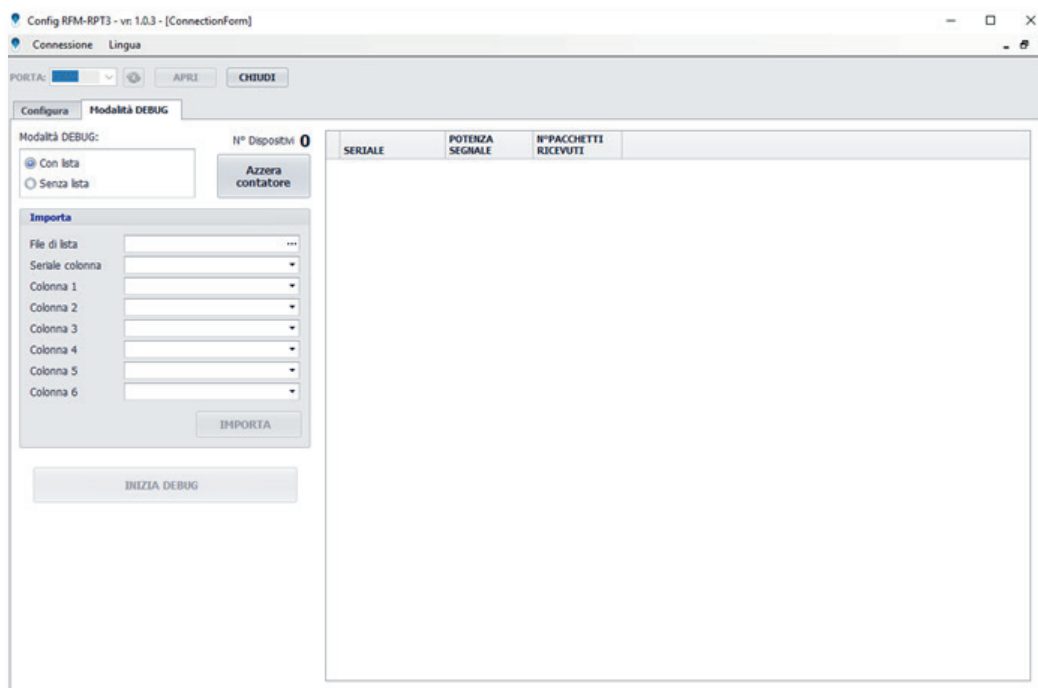 Config RFM-RPT3 - vr: 1.0.3 - [ConnectionForm]
Connessione Lingua
PORTA: APRI CHIUDI
Configura Modalità DEBUG
Modalità DEBUG: N° Dispositivi 0
Con lista
Senza lista
Azzera
contatore
Importa
File di lista ...
Seriale colonna
Colonna 1
Colonna 2
Colonna 3
Colonna 4
Colonna 5
Colonna 6
IMPORTA
INIZIA DEBUG
SERIALE
POTENZA
SEGNALE
N°PACCHETTI
RICEVUTI